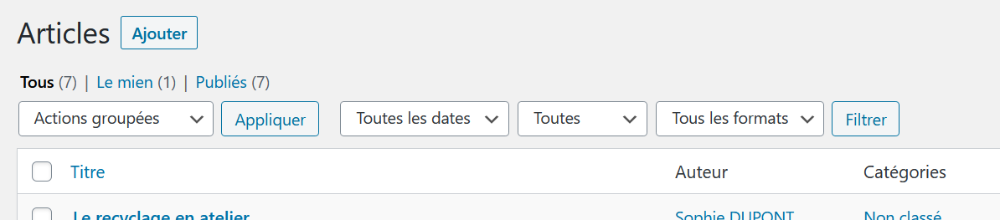 Articles Ajouter
Tous (7) | Le mien (1) | Publiés (7)
Actions groupées Appliquer Toutes les dates Toutes Tous les formats Filtrer
Titre Auteur Catégories
Le recyclage en atelier Sophie DUPONT Non classé